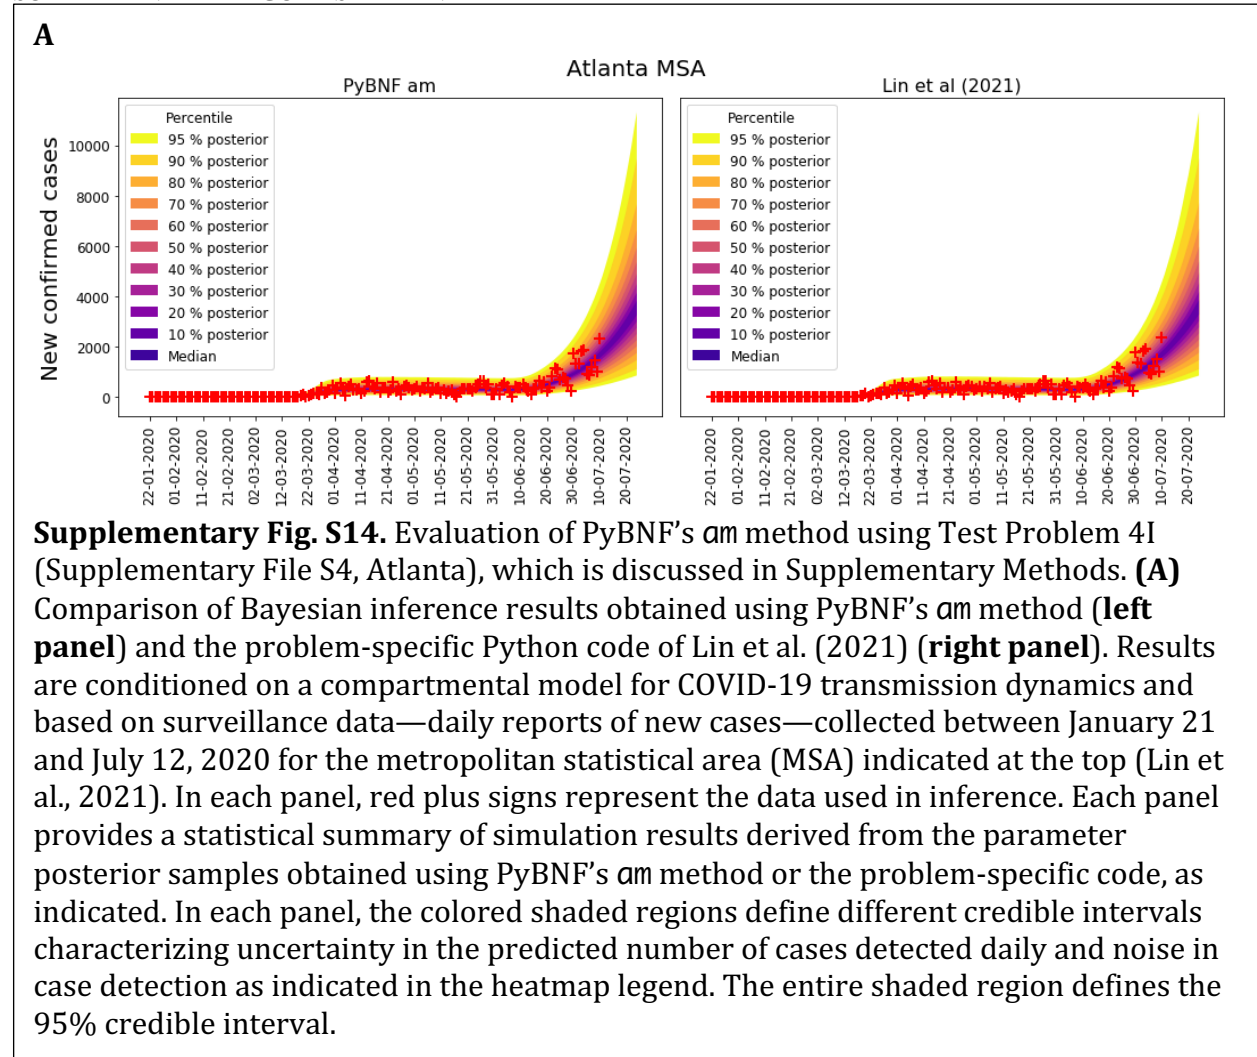 A
Atlanta MSA
PyBNF am
Lin et al (2021)
New confirmed cases
10000
8000
6000
4000
2000
0
Percentile
95 % posterior
90 % posterior
80 % posterior
70 % posterior
60 % posterior
50 % posterior
40 % posterior
30 % posterior
20 % posterior
10 % posterior
Median
Percentile
95 % posterior
90 % posterior
80 % posterior
70 % posterior
60 % posterior
50 % posterior
40 % posterior
30 % posterior
20 % posterior
10 % posterior
Median
22-01-2020
01-02-2020
11-02-2020
21-02-2020
02-03-2020
12-03-2020
22-03-2020
01-04-2020
11-04-2020
21-04-2020
01-05-2020
11-05-2020
21-05-2020
31-05-2020
10-06-2020
20-06-2020
30-06-2020
10-07-2020
20-07-2020
22-01-2020
01-02-2020
11-02-2020
21-02-2020
02-03-2020
12-03-2020
22-03-2020
01-04-2020
11-04-2020
21-04-2020
01-05-2020
11-05-2020
21-05-2020
31-05-2020
10-06-2020
20-06-2020
30-06-2020
10-07-2020
20-07-2020
Supplementary Fig. S14. Evaluation of PyBNF’s am method using Test Problem 4I
(Supplementary File S4, Atlanta), which is discussed in Supplementary Methods. (A)
Comparison of Bayesian inference results obtained using PyBNF’s am method (left
panel) and the problem-specific Python code of Lin et al. (2021) (right panel). Results
are conditioned on a compartmental model for COVID-19 transmission dynamics and
based on surveillance data—daily reports of new cases—collected between January 21
and July 12, 2020 for the metropolitan statistical area (MSA) indicated at the top (Lin et
al., 2021). In each panel, red plus signs represent the data used in inference. Each panel
provides a statistical summary of simulation results derived from the parameter
posterior samples obtained using PyBNF’s am method or the problem-specific code, as
indicated. In each panel, the colored shaded regions define different credible intervals
characterizing uncertainty in the predicted number of cases detected daily and noise in
case detection as indicated in the heatmap legend. The entire shaded region defines the
95% credible interval.